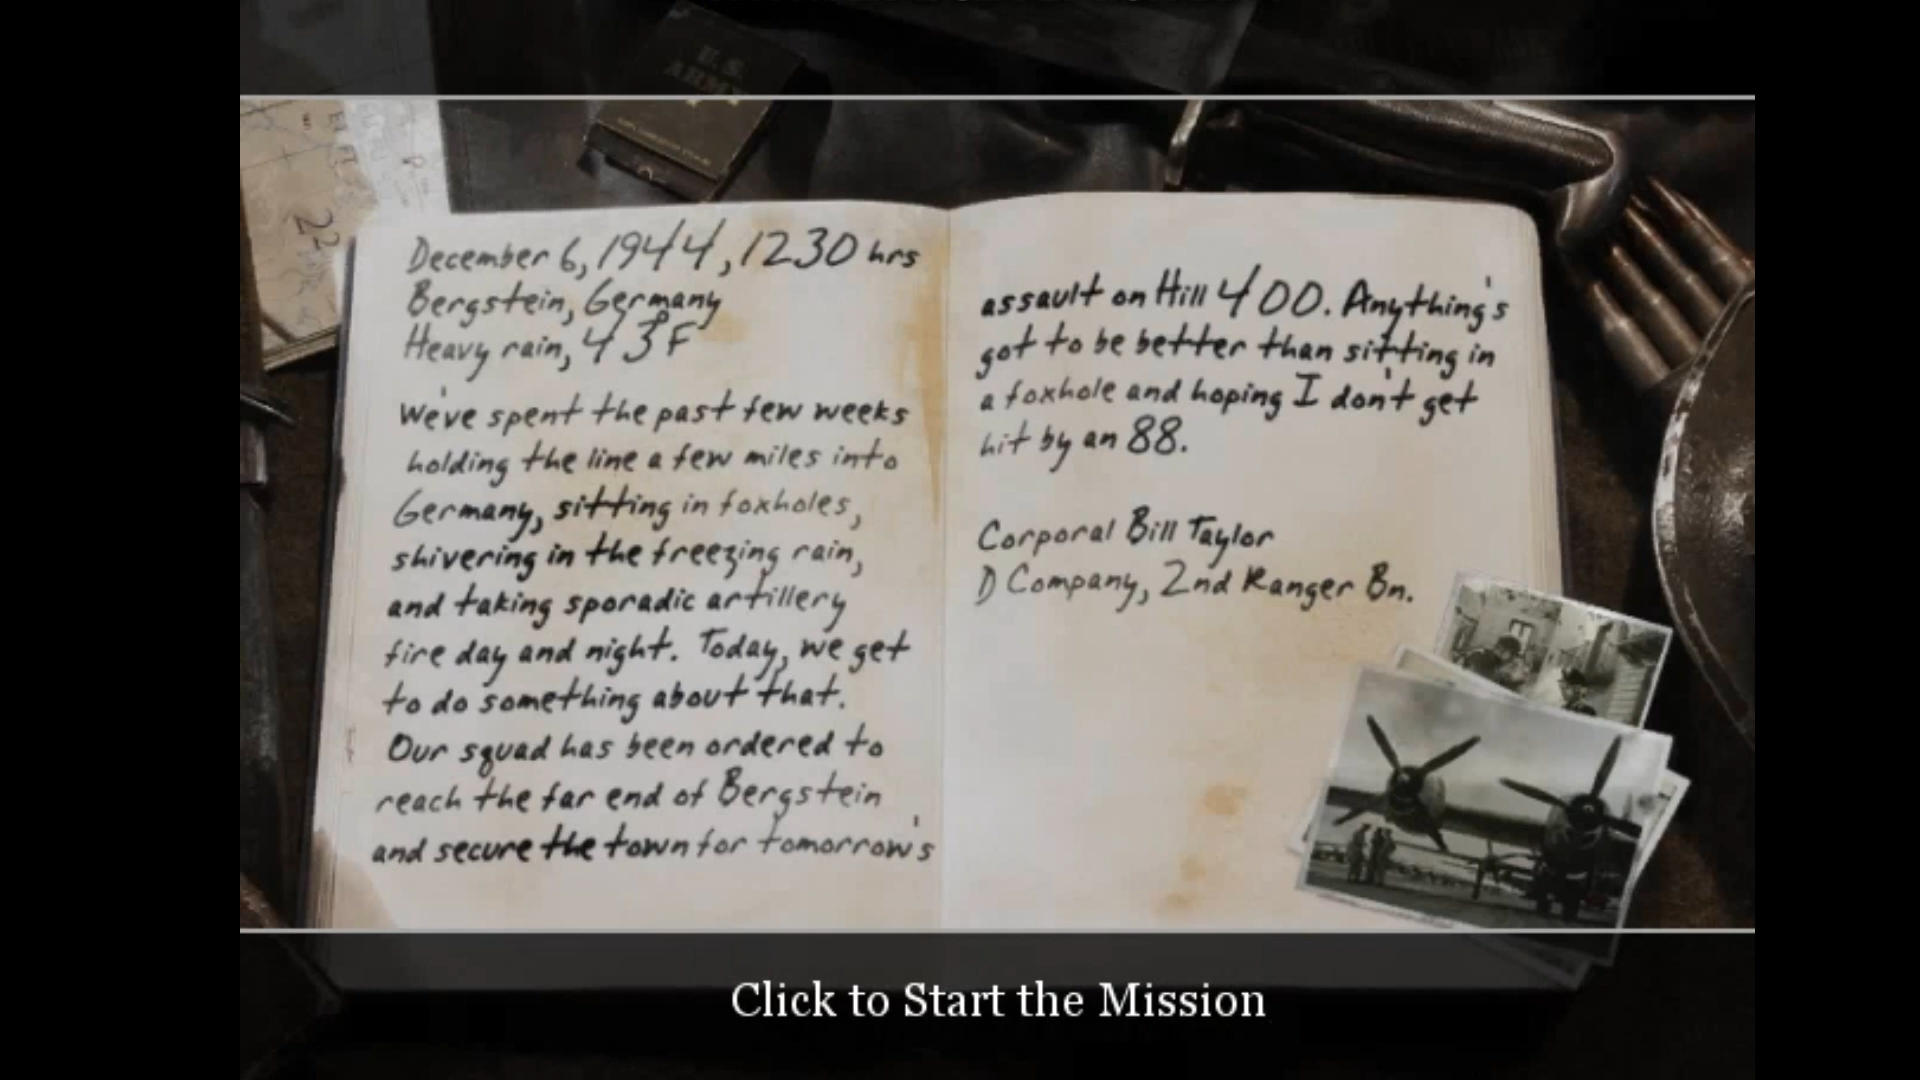 U.S.
ARMY
22
December 6, 1944, 1230 hrs
Bergstein, Germany
Heavy rain, 43°F
We've spent the past few weeks
holding the line a few miles into
Germany, sitting in foxholes,
shivering in the freezing rain,
and taking sporadic artillery
fire day and night. Today, we get
to do something about that.
Our squad has been ordered to
reach the far end of Bergstein
and secure the town for tomorrow's
assault on Hill 400. Anything's
got to be better than sitting in
a foxhole and hoping I don't get
hit by an 88.
Corporal Bill Taylor
D Company, 2nd Ranger Bn.
Click to Start the Mission